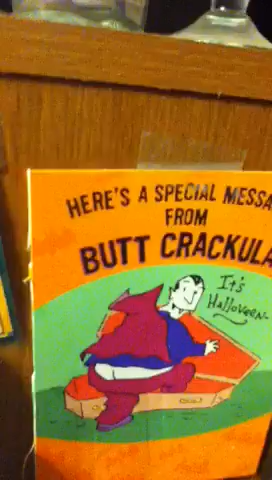 HERE'S A SPECIAL MESSA
FROM
BUTT CRACKULA
It's
Halloween-